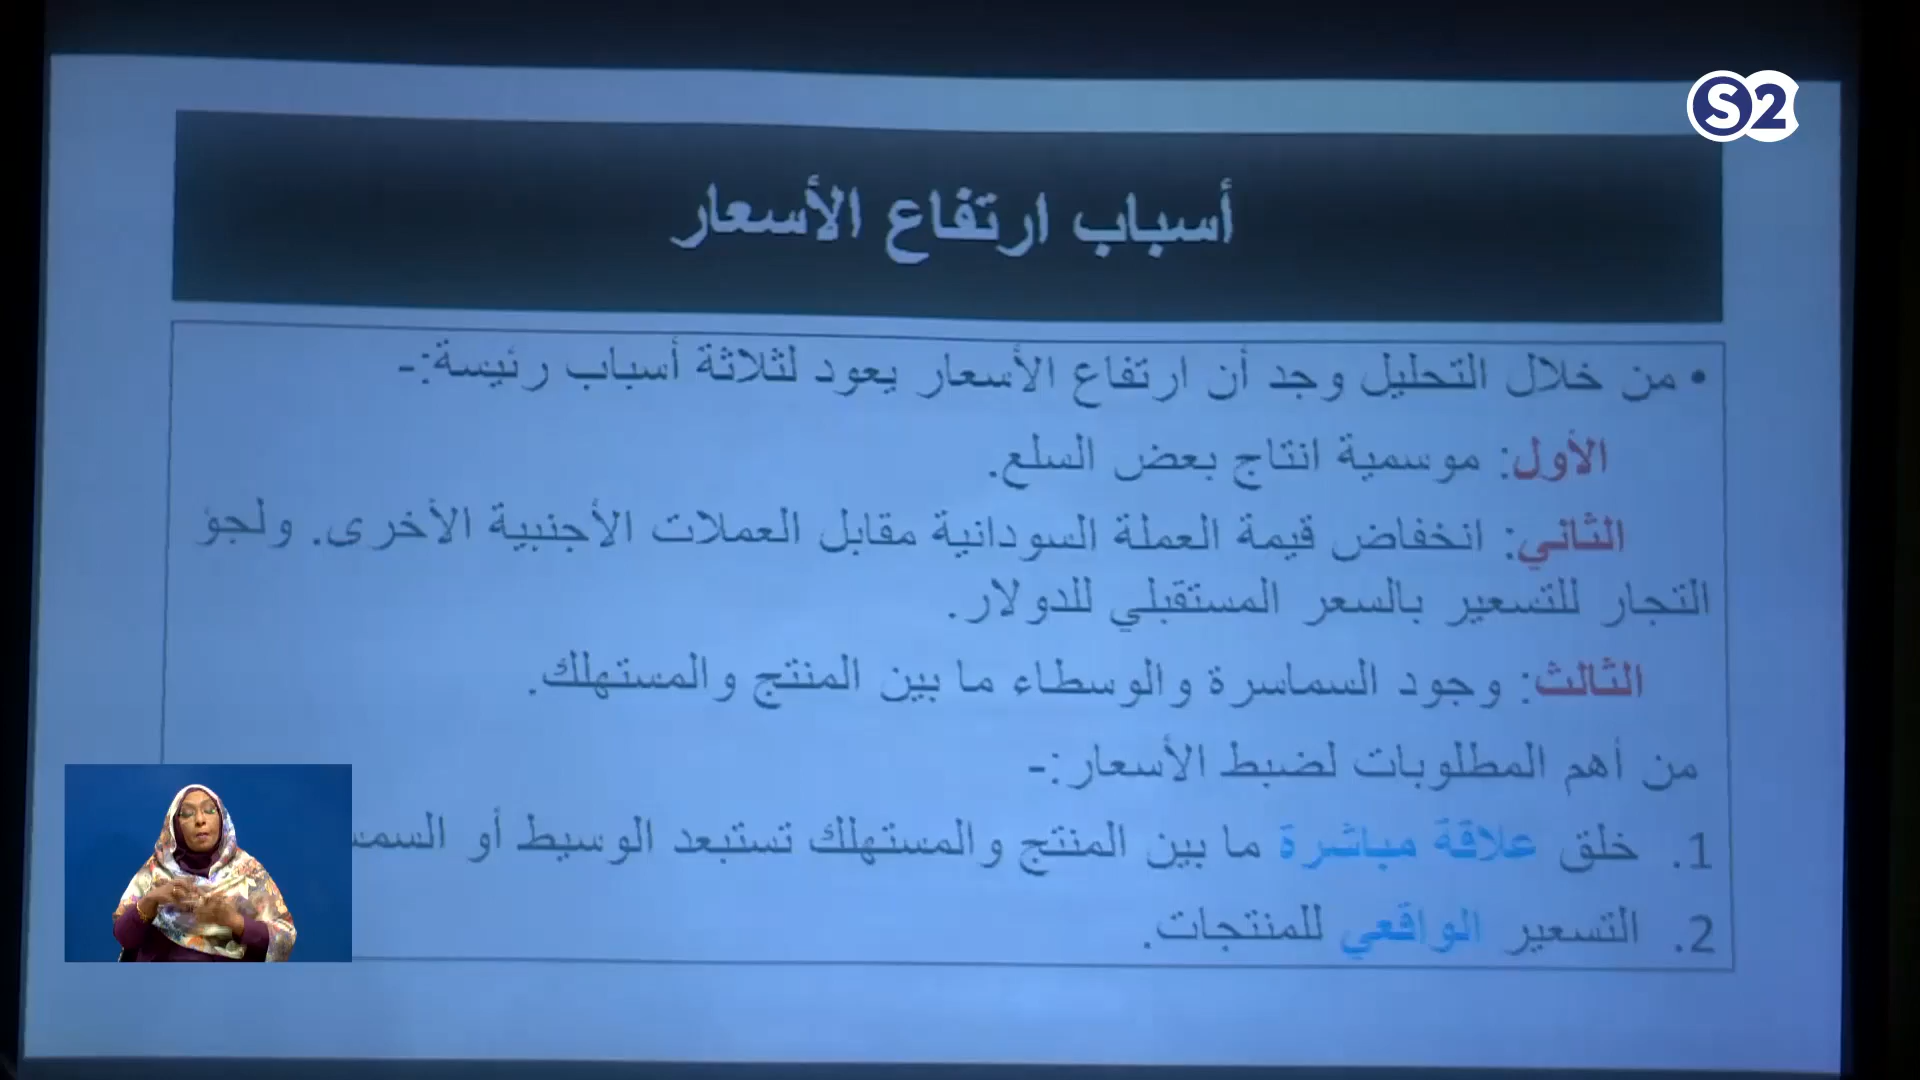 S2
أسباب ارتفاع الأسعار
• من خلال التحليل وجد أن ارتفاع الأسعار يعود لثلاثة أسباب رئيسة:-
الأول: موسمية انتاج بعض السلع.
الثاني: انخفاض قيمة العملة السودانية مقابل العملات الأجنبية الأخرى. ولجؤ
التجار للتسعير بالسعر المستقبلي للدولار.
الثالث: وجود السماسرة والوسطاء ما بين المنتج والمستهلك.
من أهم المطلوبات لضبط الأسعار:-
1. خلق علاقة مباشرة ما بين المنتج والمستهلك تستبعد الوسيط أو
2. التسعير الواقعي للمنتجات.